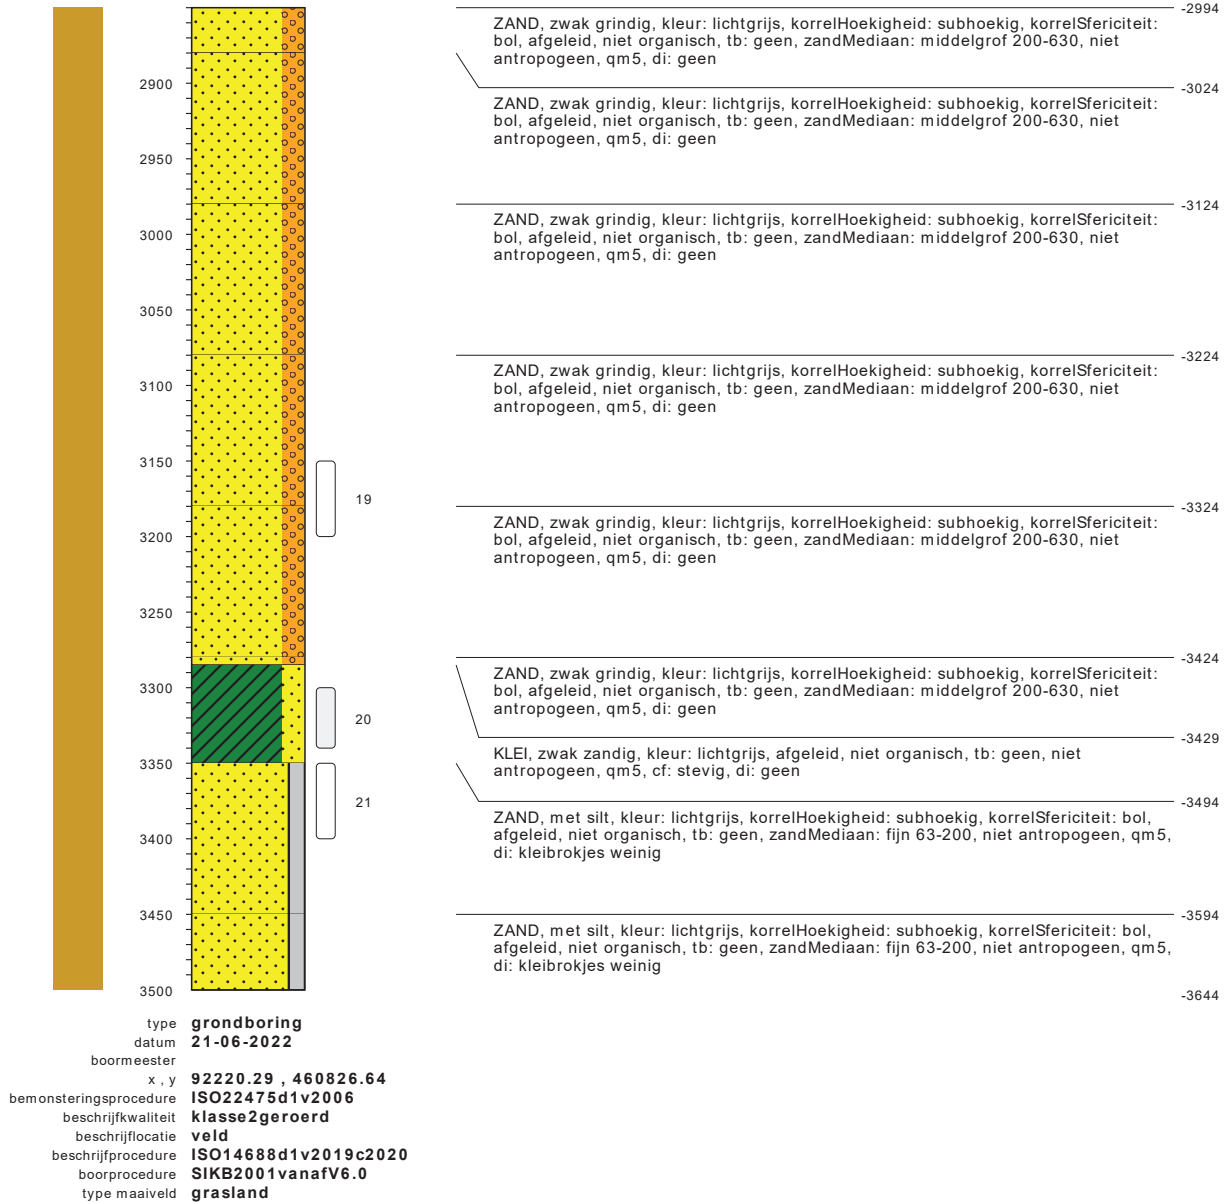 -2994
ZAND, zwak grindig, kleur: lichtgrijs, korrelHoekigheid: subhoekig, korrelSfericiteit:
bol, afgeleid, niet organisch, tb: geen, zandMediaan: middelgrof 200-630, niet
antropogeen, qm5, di: geen
2900
-3024
ZAND, zwak grindig, kleur: lichtgrijs, korrelHoekigheid: subhoekig, korrelSfericiteit:
bol, afgeleid, niet organisch, tb: geen, zandMediaan: middelgrof 200-630, niet
antropogeen, qm5, di: geen
2950
-3124
ZAND, zwak grindig, kleur: lichtgrijs, korrelHoekigheid: subhoekig, korrelSfericiteit:
bol, afgeleid, niet organisch, tb: geen, zandMediaan: middelgrof 200-630, niet
antropogeen, qm5, di: geen
3000
3050
-3224
ZAND, zwak grindig, kleur: lichtgrijs, korrelHoekigheid: subhoekig, korrelSfericiteit:
bol, afgeleid, niet organisch, tb: geen, zandMediaan: middelgrof 200-630, niet
antropogeen, qm5, di: geen
3100
3150
19
-3324
ZAND, zwak grindig, kleur: lichtgrijs, korrelHoekigheid: subhoekig, korrelSfericiteit:
bol, afgeleid, niet organisch, tb: geen, zandMediaan: middelgrof 200-630, niet
antropogeen, qm5, di: geen
3200
3250
-3424
ZAND, zwak grindig, kleur: lichtgrijs, korrelHoekigheid: subhoekig, korrelSfericiteit:
bol, afgeleid, niet organisch, tb: geen, zandMediaan: middelgrof 200-630, niet
antropogeen, qm5, di: geen
3300
20
-3429
KLEI, zwak zandig, kleur: lichtgrijs, afgeleid, niet organisch, tb: geen, niet
antropogeen, qm5, cf: stevig, di: geen
3350
21
-3494
ZAND, met silt, kleur: lichtgrijs, korrelHoekigheid: subhoekig, korrelSfericiteit: bol,
afgeleid, niet organisch, tb: geen, zandMediaan: fijn 63-200, niet antropogeen, qm5,
di: kleibrokjes weinig
3400
3450
-3594
ZAND, met silt, kleur: lichtgrijs, korrelHoekigheid: subhoekig, korrelSfericiteit: bol,
afgeleid, niet organisch, tb: geen, zandMediaan: fijn 63-200, niet antropogeen, qm5,
di: kleibrokjes weinig
3500
-3644
type grondboring
datum 21-06-2022
boormeester
x , y 92220.29 , 460826.64
bemonsteringsprocedure ISO22475d1v2006
beschrijfkwaliteit klasse2geroerd
beschrijflocatie veld
beschrijfprocedure ISO14688d1v2019c2020
boorprocedure SIKB2001vanafV6.0
type maaiveld grasland